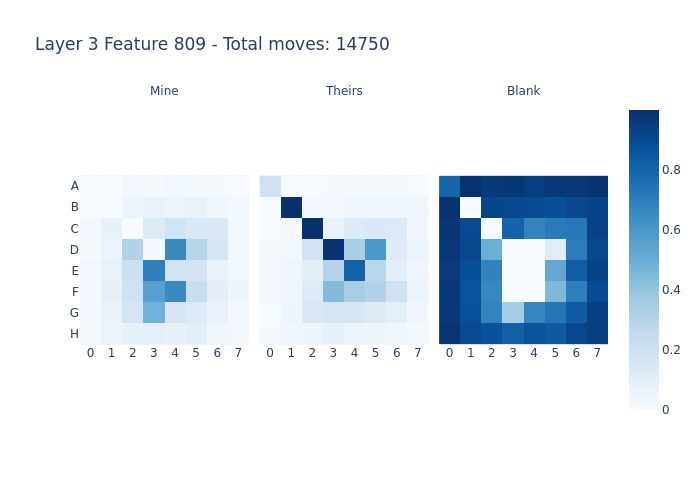 Layer 3 Feature 809 - Total moves: 14750
Mine
Theirs
Blank
A
B
C
D
E
F
G
H
0 1 2 3 4 5 6 7
0 1 2 3 4 5 6 7
0 1 2 3 4 5 6 7
0.8
0.6
0.4
0.2
0